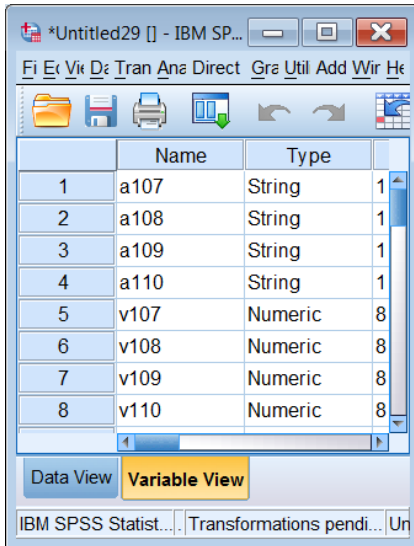 *Untitled29 [] - IBM SP...
Fi Ec Vie Da Tran Ana Direct Gra Util Add Wir He
Name Type
1 a107 String 1
2 a108 String 1
3 a109 String 1
4 a110 String 1
5 v107 Numeric 8
6 v108 Numeric 8
7 v109 Numeric 8
8 v110 Numeric 8
Data View Variable View
IBM SPSS Statist... . Transformations pendi... Un